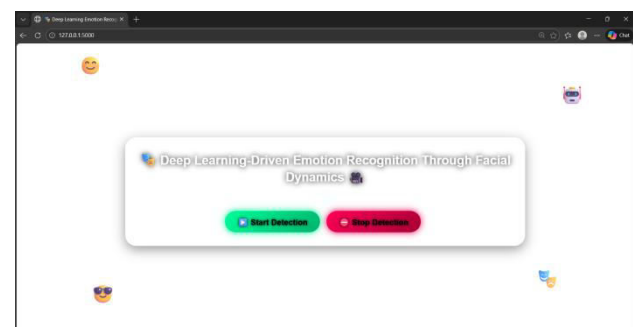 Deep Learning Emotion Recog
127.0.0.1:5000
Chat
Deep Learning-Driven Emotion Recognition Through Facial
Dynamics
Start Detection
Stop Detection